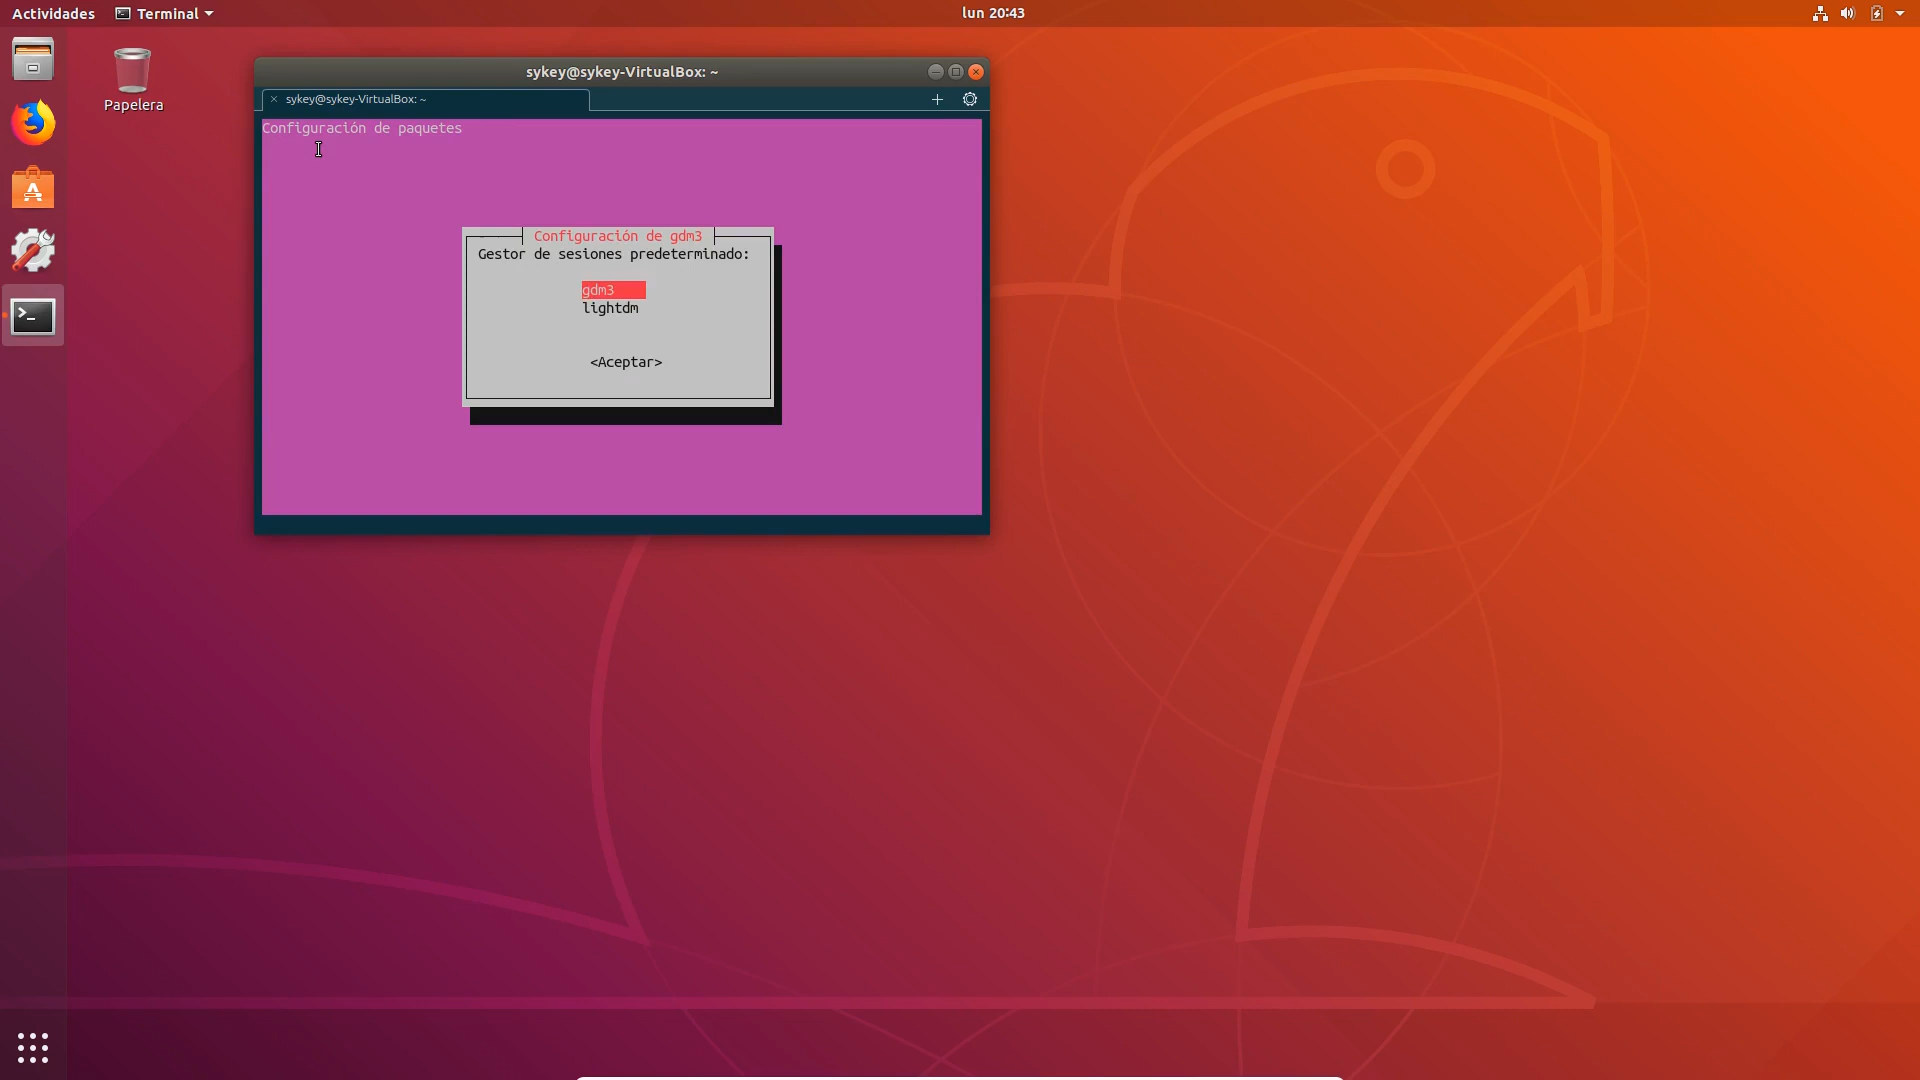 Actividades
Terminal
lun 20:43
Papelera
sykey@sykey-VirtualBox: ~
sykey@sykey-VirtualBox: ~
Configuración de paquetes
Configuración de gdm3
Gestor de sesiones predeterminado:
gdm3
lightdm
<Aceptar>